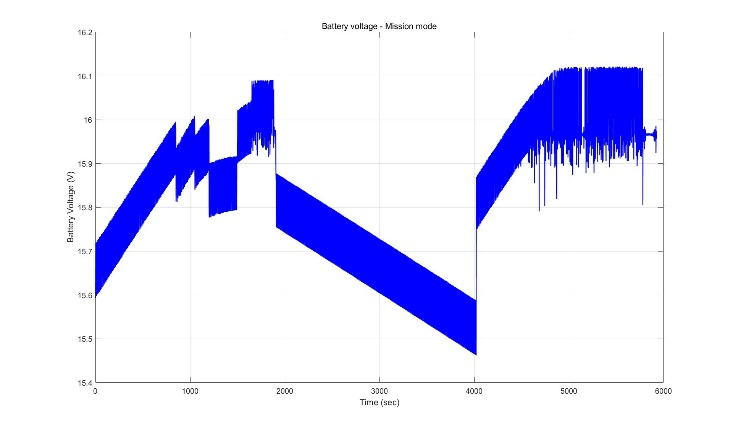 Battery voltage - Mission mode
16.2
16.1
16
15.9
15.8
15.7
15.6
15.5
15.4
Battery Voltage (V)
0 1000 2000 3000 4000 5000 6000
Time (sec)